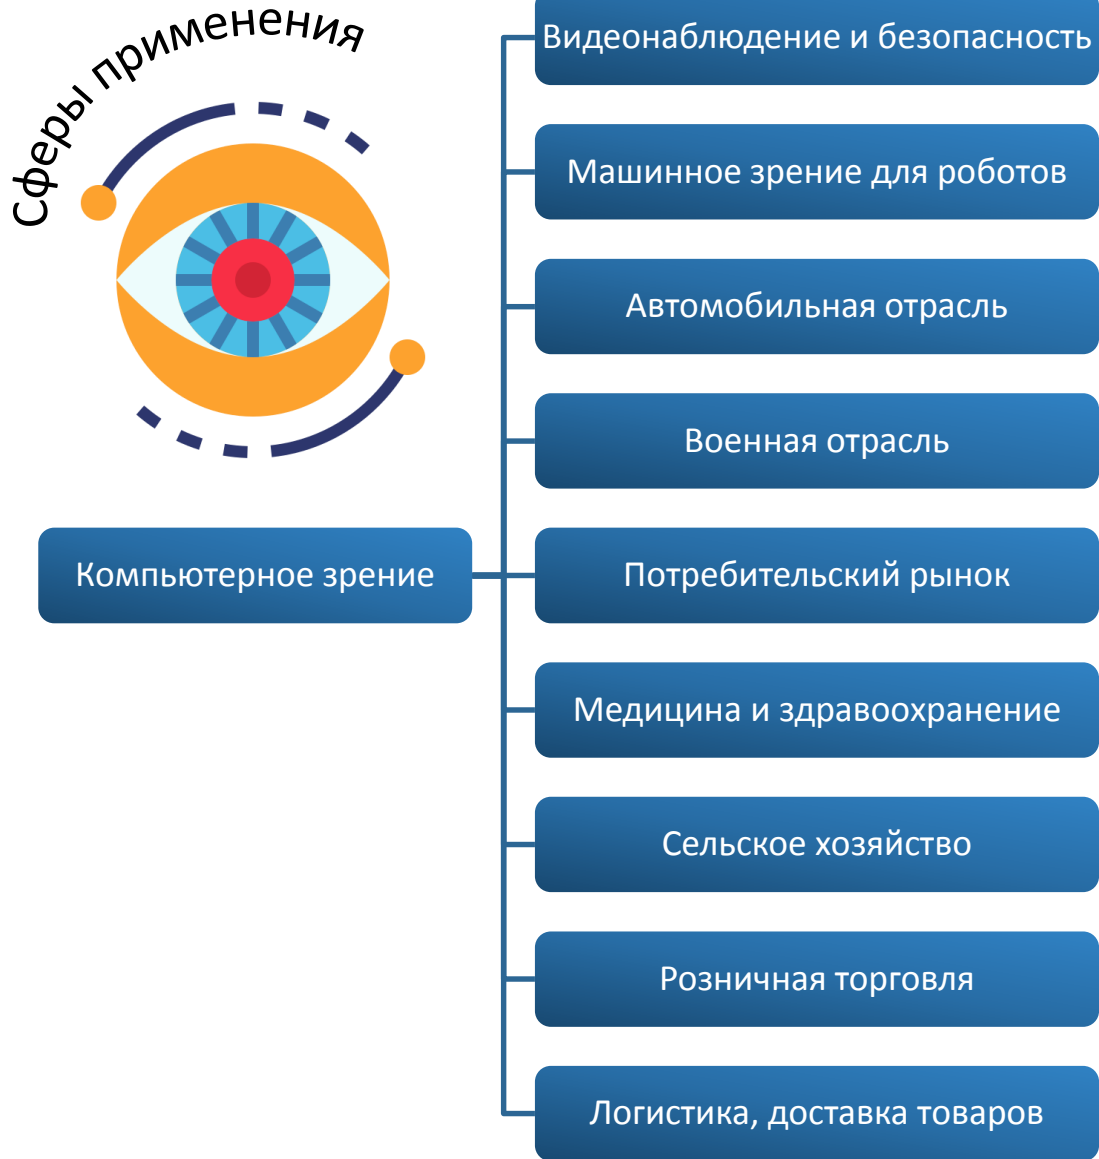 Сферы применения
Видеонаблюдение и безопасность
Машинное зрение для роботов
Автомобильная отрасль
Военная отрасль
Компьютерное зрение
Потребительский рынок
Медицина и здравоохранение
Сельское хозяйство
Розничная торговля
Логистика, доставка товаров